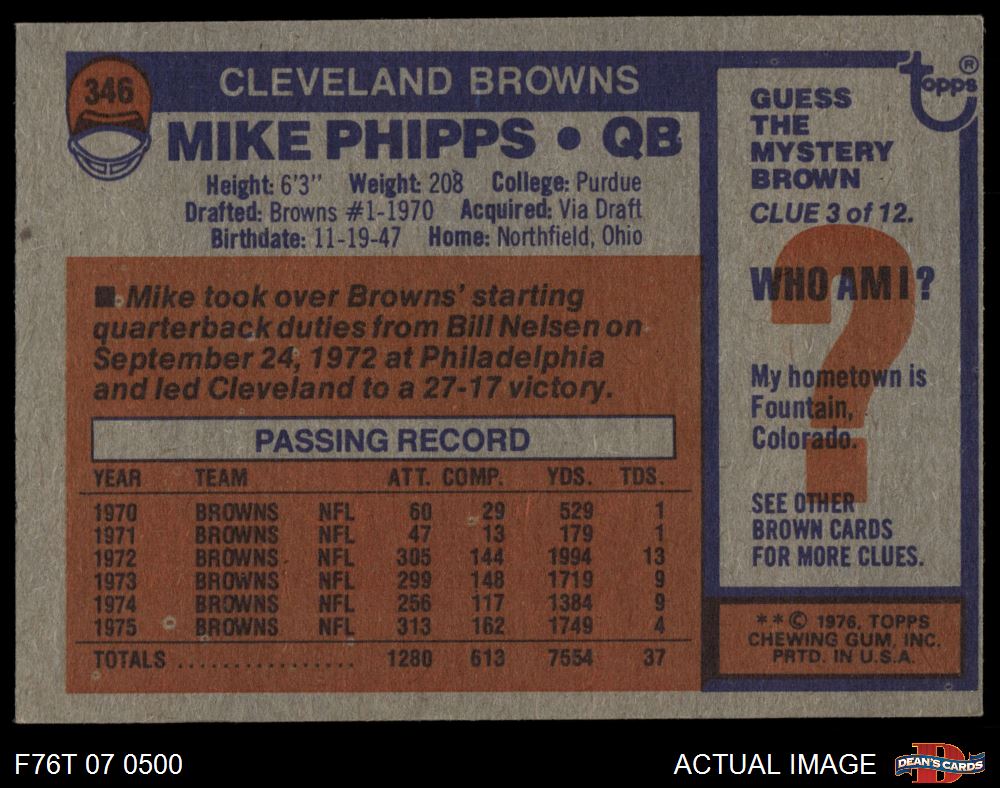 346
CLEVELAND BROWNS
MIKE PHIPPS • QB
Height: 6'3" Weight: 208 College: Purdue
Drafted: Browns #1-1970 Acquired: Via Draft
Birthdate: 11-19-47 Home: Northfield, Ohio
■ Mike took over Browns' starting
quarterback duties from Bill Nelsen on
September 24, 1972 at Philadelphia
and led Cleveland to a 27-17 victory.
PASSING RECORD
YEAR TEAM ATT. COMP. YDS. TDS.
1970 BROWNS NFL 60 29 529 1
1971 BROWNS NFL 47 13 179 1
1972 BROWNS NFL 305 144 1994 13
1973 BROWNS NFL 299 148 1719 9
1974 BROWNS NFL 256 117 1384 9
1975 BROWNS NFL 313 162 1749 4
TOTALS ................ 1280 613 7554 37
topps ®
GUESS
THE
MYSTERY
BROWN
CLUE 3 of 12.
?
WHO AM I?
My hometown is
Fountain,
Colorado.
SEE OTHER
BROWN CARDS
FOR MORE CLUES.
** © 1976, TOPPS
CHEWING GUM, INC.
PRTD. IN U.S.A.
F76T 07 0500
ACTUAL IMAGE
D
DEAN'S CARDS